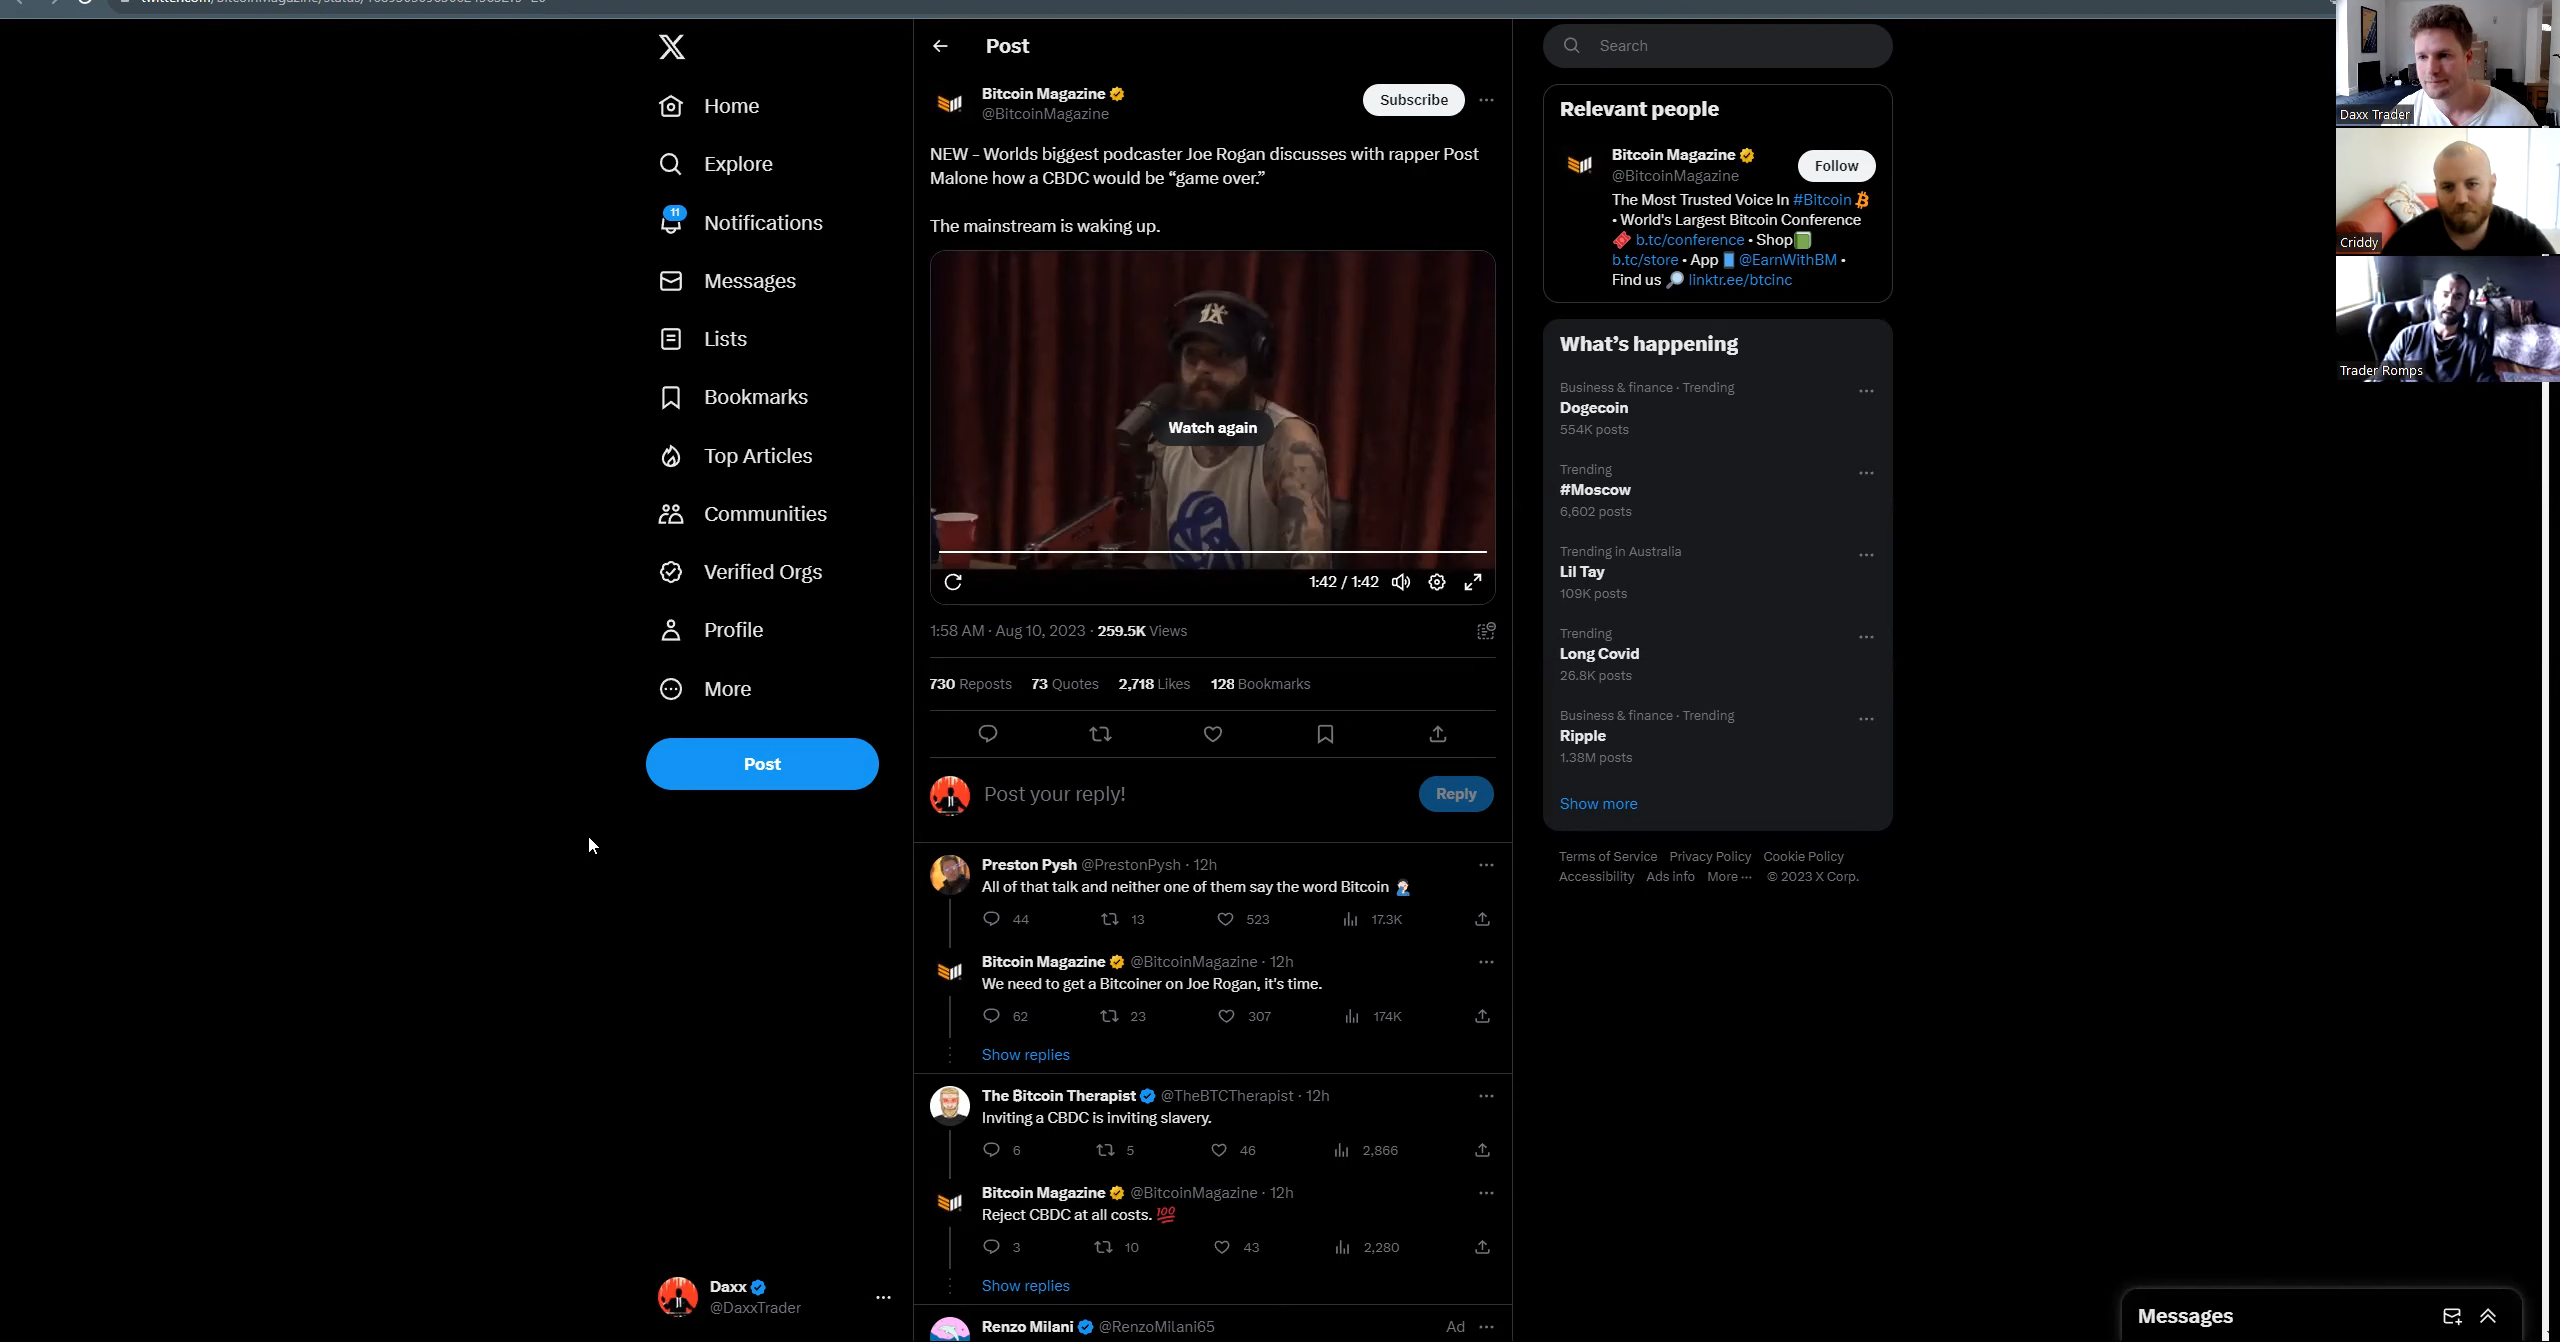 Post
Search
Bitcoin Magazine
@BitcoinMagazine
Subscribe
NEW - Worlds biggest podcaster Joe Rogan discusses with rapper Post
Malone how a CBDC would be “game over.”
The mainstream is waking up.
Watch again
1:42 / 1:42
1:58 AM · Aug 10, 2023 · 259.5K Views
730 Reposts 73 Quotes 2,718 Likes 128 Bookmarks
Post your reply!
Reply
Preston Pysh @PrestonPysh · 12h
All of that talk and neither one of them say the word Bitcoin 🤦🏻‍♂️
44 13 523 17.3K
Bitcoin Magazine @BitcoinMagazine · 12h
We need to get a Bitcoiner on Joe Rogan, it's time.
62 23 307 174K
Show replies
The Bitcoin Therapist @TheBTCTherapist · 12h
Inviting a CBDC is inviting slavery.
6 5 46 2,866
Bitcoin Magazine @BitcoinMagazine · 12h
Reject CBDC at all costs. 💯
3 10 43 2,280
Show replies
Renzo Milani @RenzoMilani65 Ad
Home
Explore
11
Notifications
Messages
Lists
Bookmarks
Top Articles
Communities
Verified Orgs
Profile
More
Post
Daxx
@DaxxTrader
Relevant people
Bitcoin Magazine
@BitcoinMagazine
Follow
The Most Trusted Voice In #Bitcoin
• World's Largest Bitcoin Conference
🎟️ b.tc/conference • Shop📗
b.tc/store • App 📱 @EarnWithBM •
Find us 🔎 linktr.ee/btcinc
What’s happening
Business & finance · Trending
Dogecoin
554K posts
Trending
#Moscow
6,602 posts
Trending in Australia
Lil Tay
109K posts
Trending
Long Covid
26.8K posts
Business & finance · Trending
Ripple
1.38M posts
Show more
Terms of Service Privacy Policy Cookie Policy
Accessibility Ads info More ··· © 2023 X Corp.
Messages
Daxx Trader
Criddy
Trader Romps